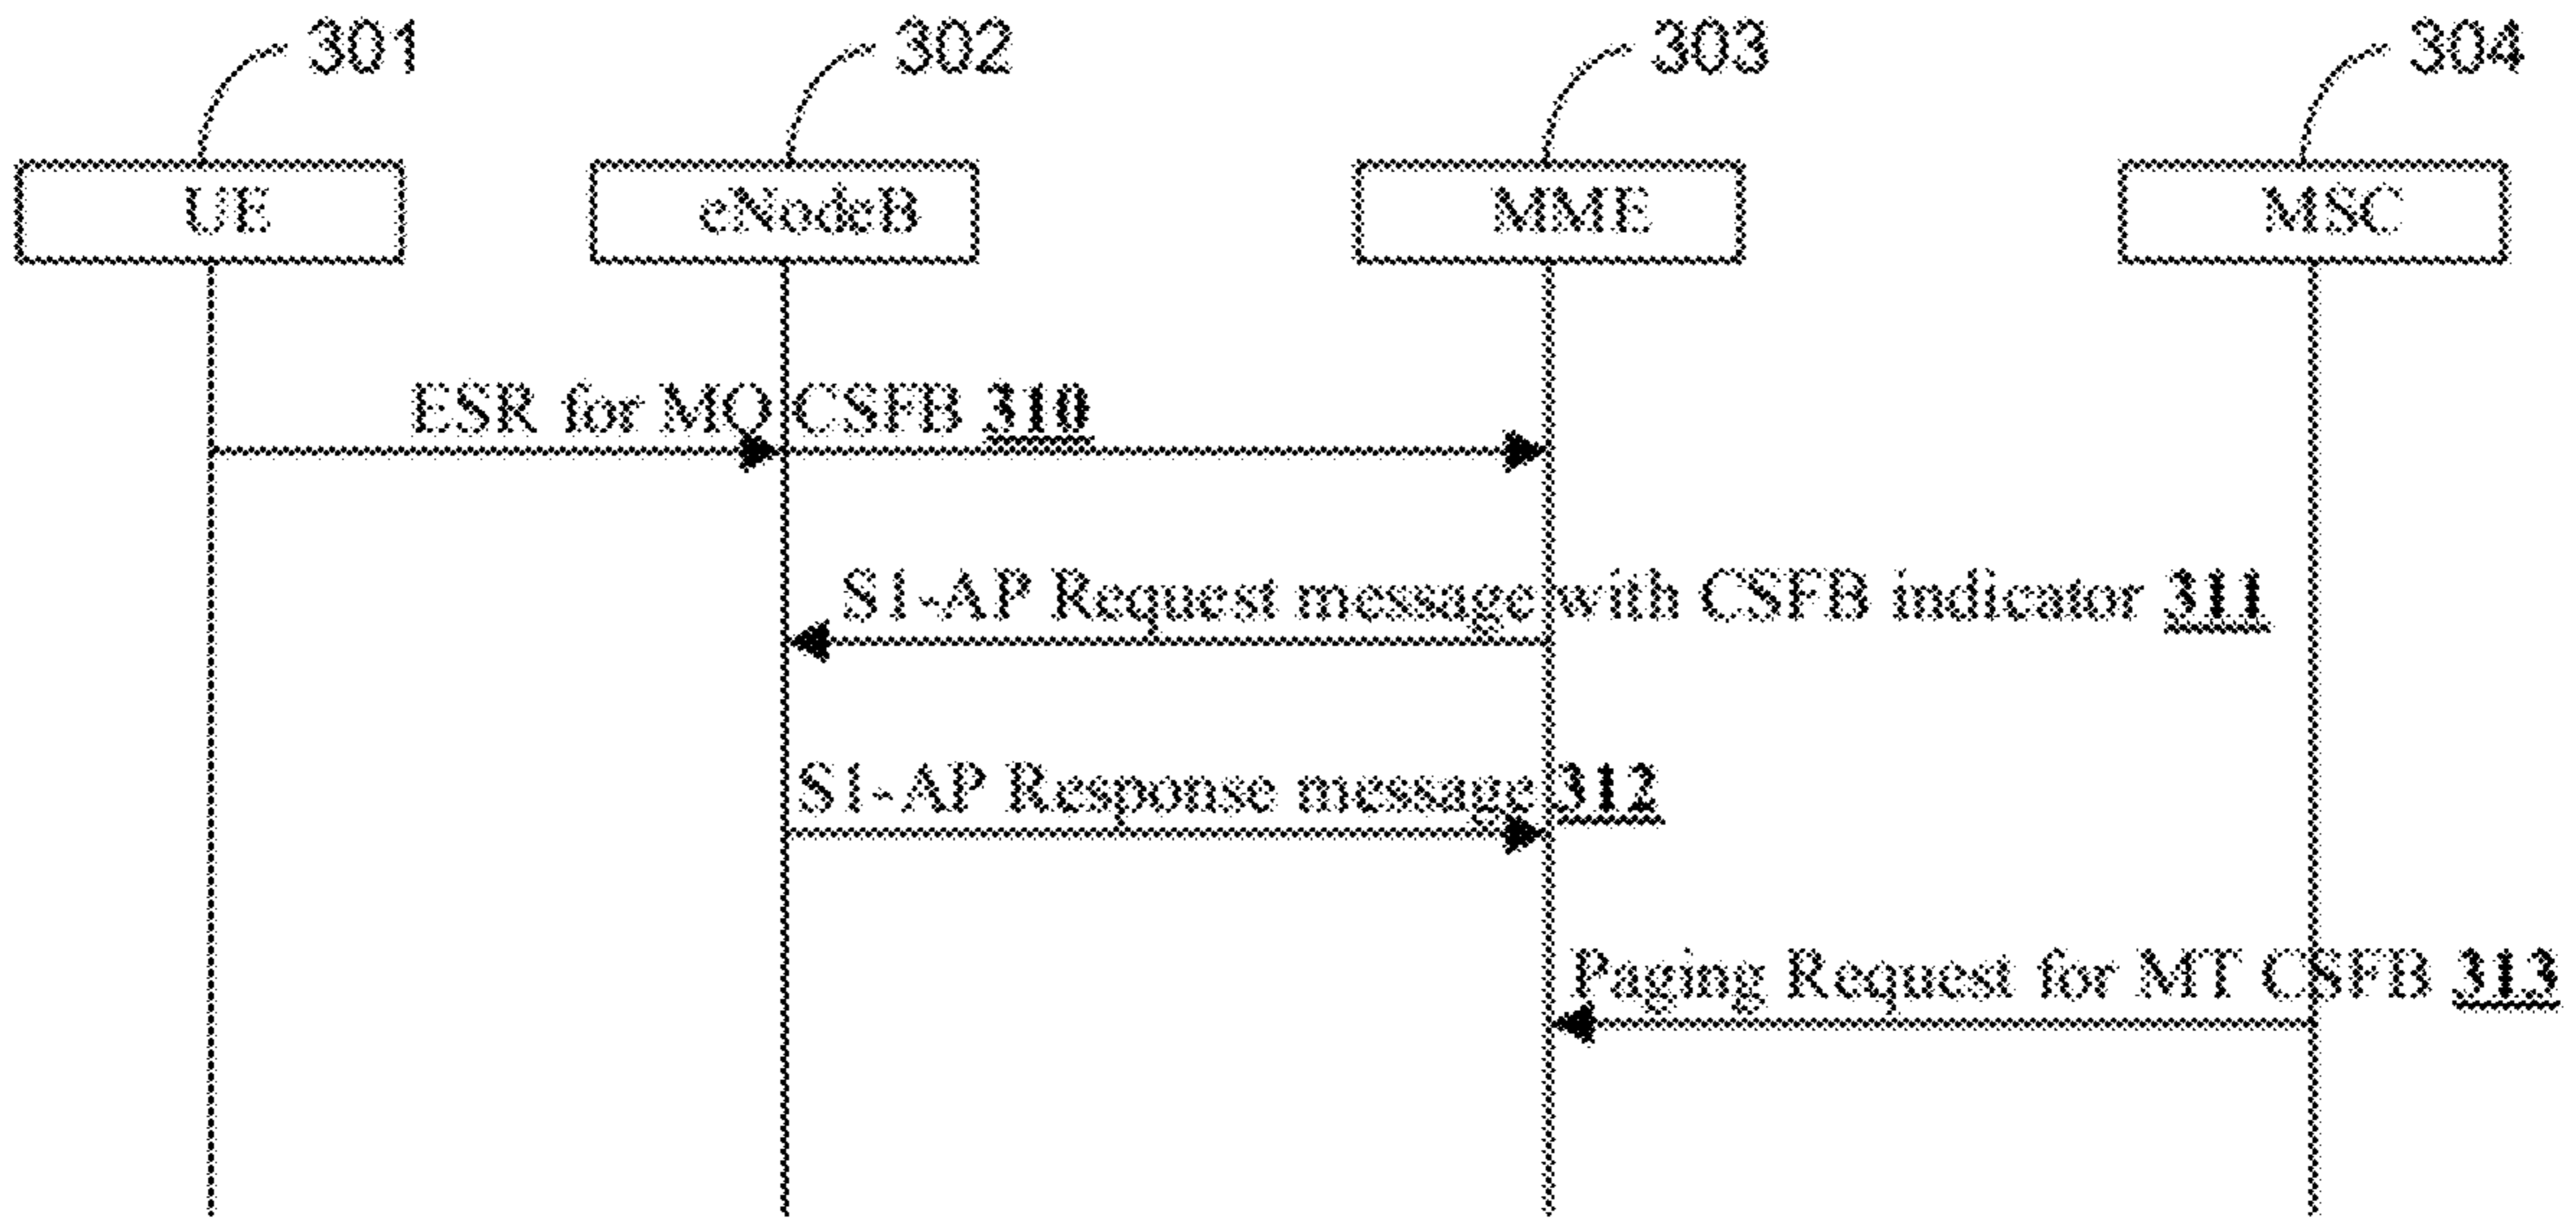 301 302 303 304
UE eNodeB MME MSC
ESR for MO CSFB 310
S1-AP Request message with CSFB indicator 311
S1-AP Response message 312
Paging Request for MT CSFB 313